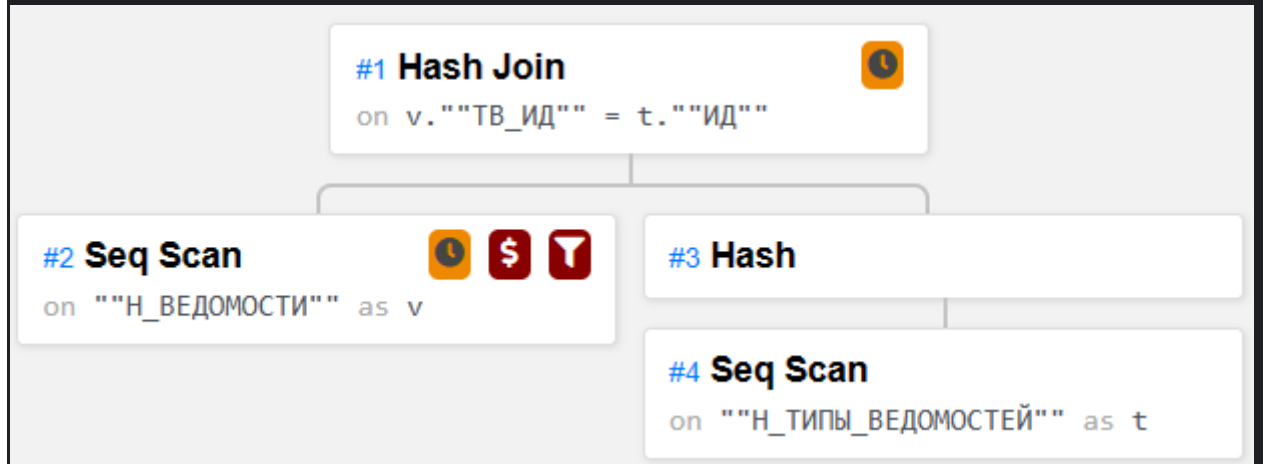 #1 Hash Join
on v.""ТВ_ИД"" = t.""ИД""
#2 Seq Scan
$
on ""Н_ВЕДОМОСТИ"" as v
#3 Hash
#4 Seq Scan
on ""Н_ТИПЫ_ВЕДОМОСТЕЙ"" as t